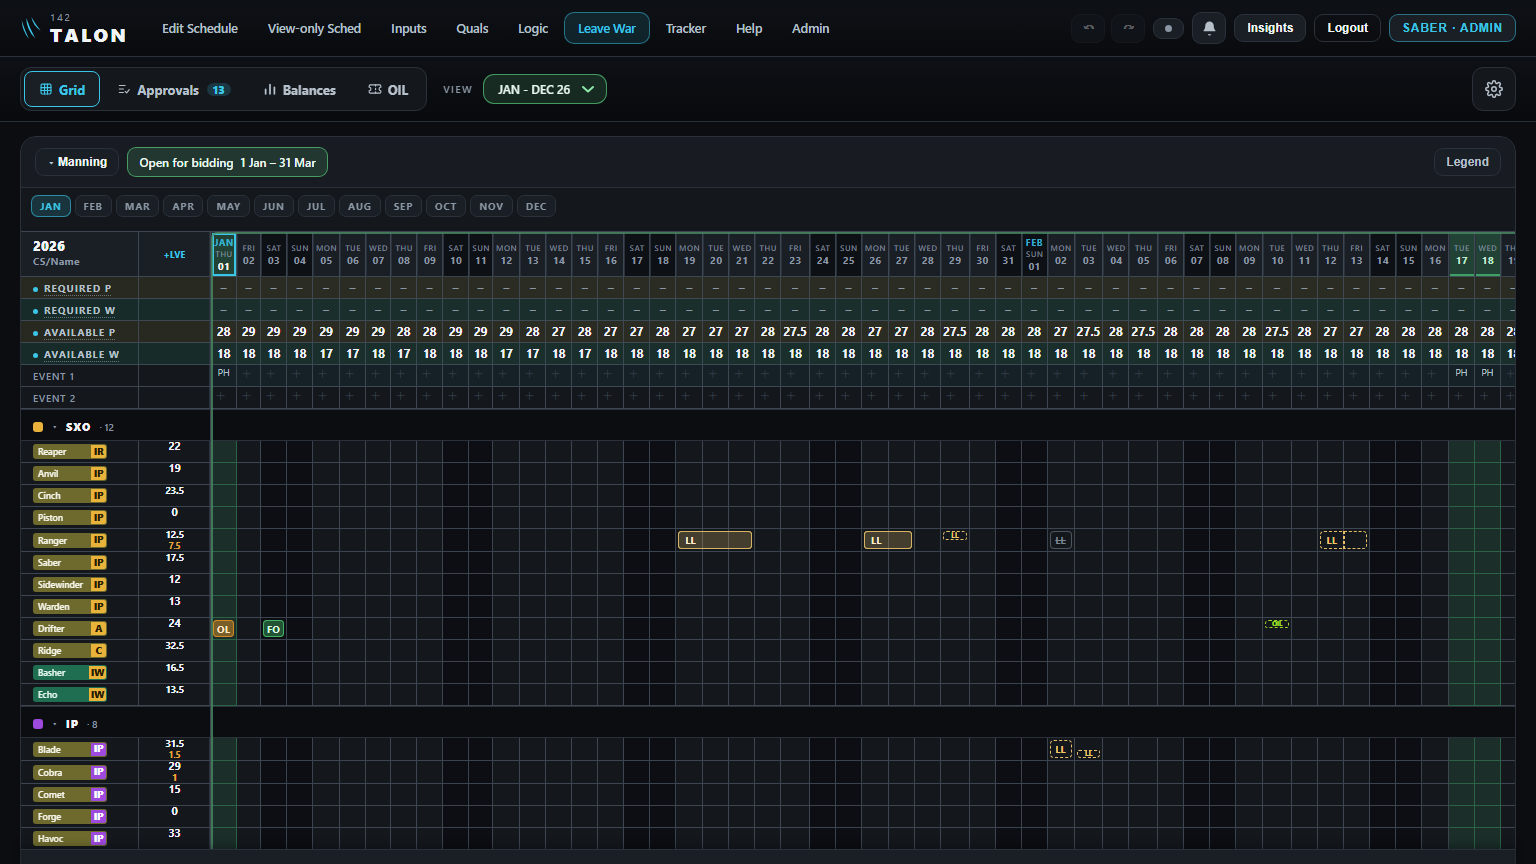 142
TALON
Edit Schedule View-only Sched Inputs Quals Logic Leave War Tracker Help Admin
Insights Logout SABER · ADMIN
Grid Approvals 13 Balances OIL VIEW JAN - DEC 26
Manning Open for bidding 1 Jan – 31 Mar Legend
JAN FEB MAR APR MAY JUN JUL AUG SEP OCT NOV DEC
JAN FEB
2026 THU FRI SAT SUN MON TUE WED THU FRI SAT SUN MON TUE WED THU FRI SAT SUN MON TUE WED THU FRI SAT SUN MON TUE WED THU FRI SAT SUN MON TUE WED THU FRI SAT SUN MON TUE WED THU FRI SAT SUN MON TUE WED
CS/Name +LVE 01 02 03 04 05 06 07 08 09 10 11 12 13 14 15 16 17 18 19 20 21 22 23 24 25 26 27 28 29 30 31 01 02 03 04 05 06 07 08 09 10 11 12 13 14 15 16 17 18
REQUIRED P – – – – – – – – – – – – – – – – – – – – – – – – – – – – – – – – – – – – – – – – – – – – – – – – –
REQUIRED W – – – – – – – – – – – – – – – – – – – – – – – – – – – – – – – – – – – – – – – – – – – – – – – – –
AVAILABLE P 28 29 29 29 29 29 29 28 28 29 29 29 28 27 28 27 28 28 27 27 27 28 27.5 28 28 27 27 28 27.5 28 28 28 27 27.5 28 27.5 28 28 28 28 27.5 28 27 27 28 28 28 28 28
AVAILABLE W 18 18 18 18 17 17 18 17 18 18 18 17 17 18 17 18 18 18 18 18 18 18 18 18 18 18 18 18 18 18 18 18 18 18 18 18 18 18 18 18 18 18 18 18 18 18 18 18 18
EVENT 1 PH PH PH
EVENT 2
SXO · 12
Reaper IR 22
Anvil IP 19
Cinch IP 23.5
Piston IP 0
Ranger IP 12.5 LL LL LL LL LL
7.5
Saber IP 17.5
Sidewinder IP 12
Warden IP 13
Drifter A 24 OL FO OL
Ridge C 32.5
Basher IW 16.5
Echo IW 13.5
IP · 8
Blade IP 31.5 LL LL
1.5
Cobra IP 29
1
Comet IP 15
Forge IP 0
Havoc IP 33